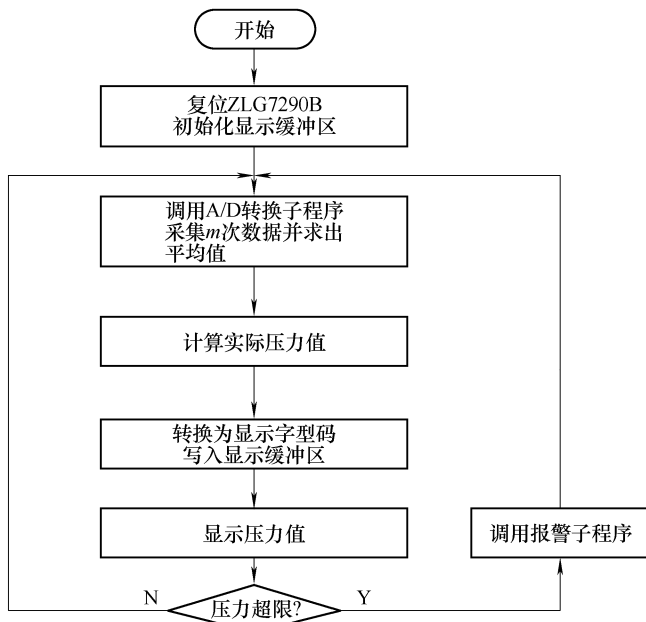 开始
复位ZLG7290B
初始化显示缓冲区
调用A/D转换子程序
采集m次数据并求出
平均值
计算实际压力值
转换为显示字型码
写入显示缓冲区
显示压力值
调用报警子程序
N
压力超限?
Y